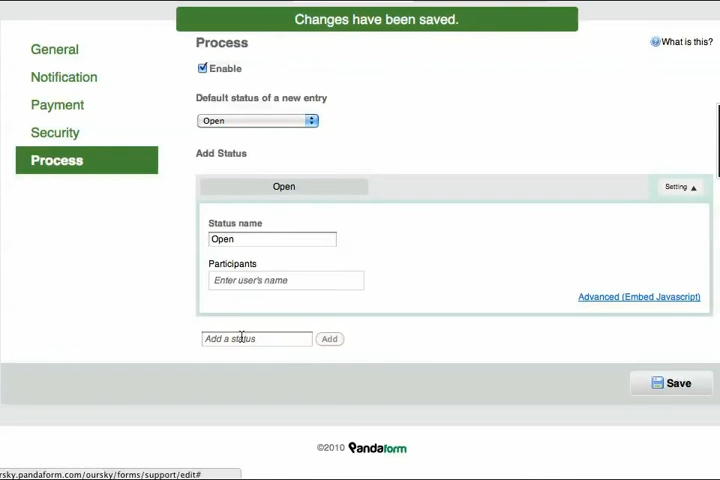 Changes have been saved.
General
Notification
Payment
Security
Process
Process
What is this?
Enable
Default status of a new entry
Open
Add Status
Open
Setting ▲
Status name
Open
Participants
Enter user's name
Advanced (Embed Javascript)
Add a status
Add
Save
©2010 Pandaform
rsky.pandaform.com/oursky/forms/support/edit#